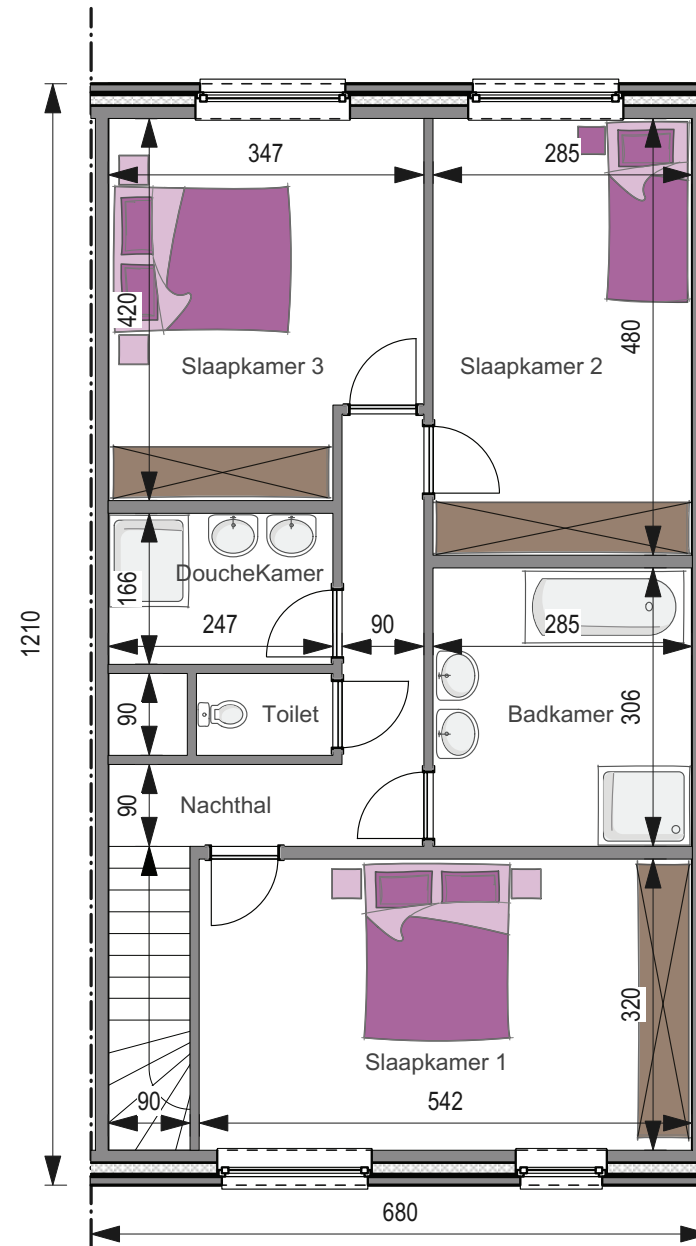 347
285
420
480
Slaapkamer 3
Slaapkamer 2
DoucheKamer
166
247
90
285
1210
90
Toilet
Badkamer
306
90
Nachthal
320
Slaapkamer 1
90
542
680